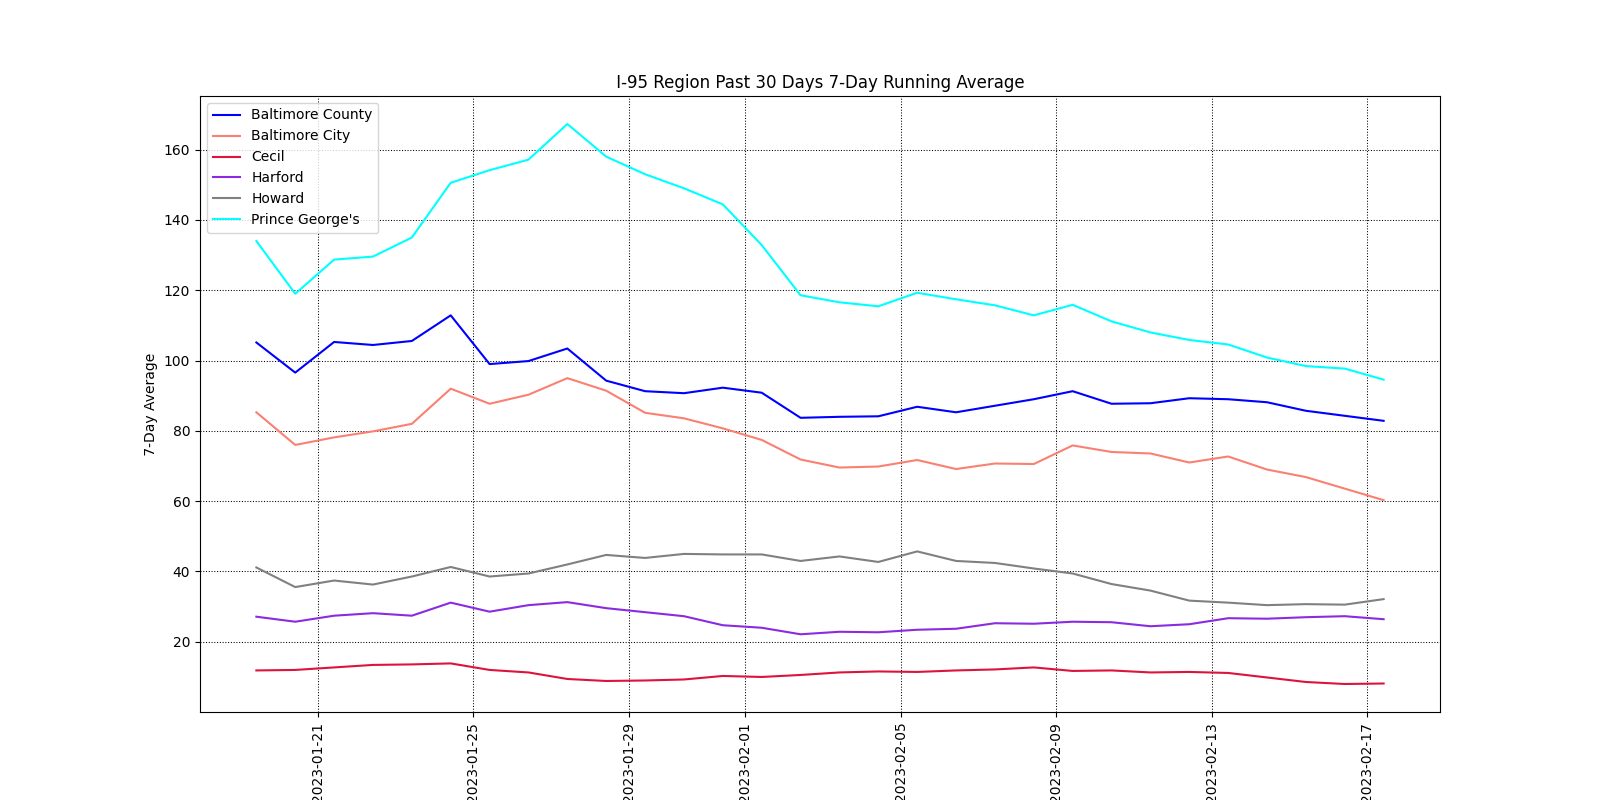 I-95 Region Past 30 Days 7-Day Running Average
Baltimore County
Baltimore City
Cecil
Harford
Howard
Prince George's
160
140
120
100
80
60
40
20
7-Day Average
2023-01-21
2023-01-25
2023-01-29
2023-02-01
2023-02-05
2023-02-09
2023-02-13
2023-02-17